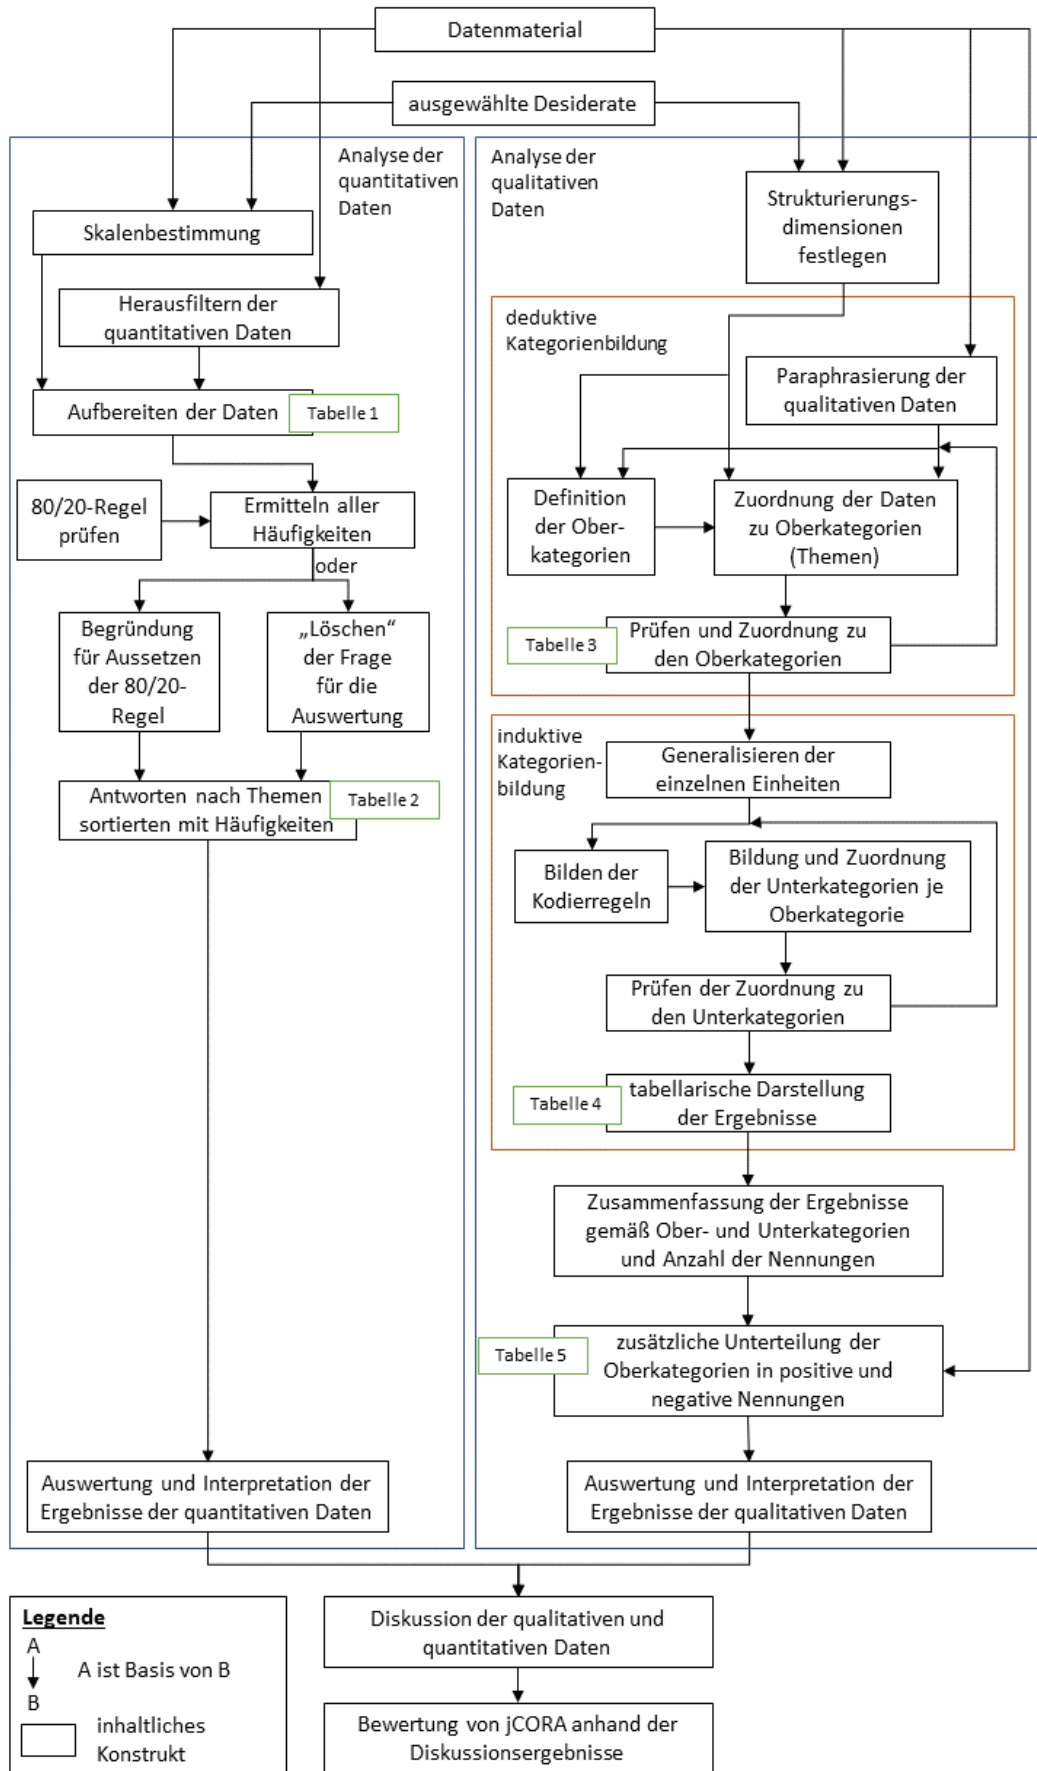 Datenmaterial
ausgewählte Desiderate
Analyse der
quantitativen
Daten
Skalenbestimmung
Herausfiltern der
quantitativen Daten
Aufbereiten der Daten
Tabelle 1
80/20-Regel
prüfen
Ermitteln aller
Häufigkeiten
oder
Begründung
für Aussetzen
der 80/20-
Regel
„Löschen“
der Frage
für die
Auswertung
Antworten nach Themen
sortierten mit Häufigkeiten
Tabelle 2
Auswertung und Interpretation der
Ergebnisse der quantitativen Daten
Analyse der
qualitativen
Daten
Strukturierungs-
dimensionen
festlegen
deduktive
Kategorienbildung
Paraphrasierung der
qualitativen Daten
Definition
der Ober-
kategorien
Zuordnung der Daten
zu Oberkategorien
(Themen)
Tabelle 3
Prüfen und Zuordnung zu
den Oberkategorien
induktive
Kategorien-
bildung
Generalisieren der
einzelnen Einheiten
Bilden der
Kodierregeln
Bildung und Zuordnung
der Unterkategorien je
Oberkategorie
Prüfen der Zuordnung zu
den Unterkategorien
Tabelle 4
tabellarische Darstellung
der Ergebnisse
Zusammenfassung der Ergebnisse
gemäß Ober- und Unterkategorien
und Anzahl der Nennungen
Tabelle 5
zusätzliche Unterteilung der
Oberkategorien in positive und
negative Nennungen
Auswertung und Interpretation der
Ergebnisse der qualitativen Daten
Diskussion der qualitativen und
quantitativen Daten
Bewertung von jCORA anhand der
Diskussionsergebnisse
Legende
A
A ist Basis von B
B
inhaltliches
Konstrukt